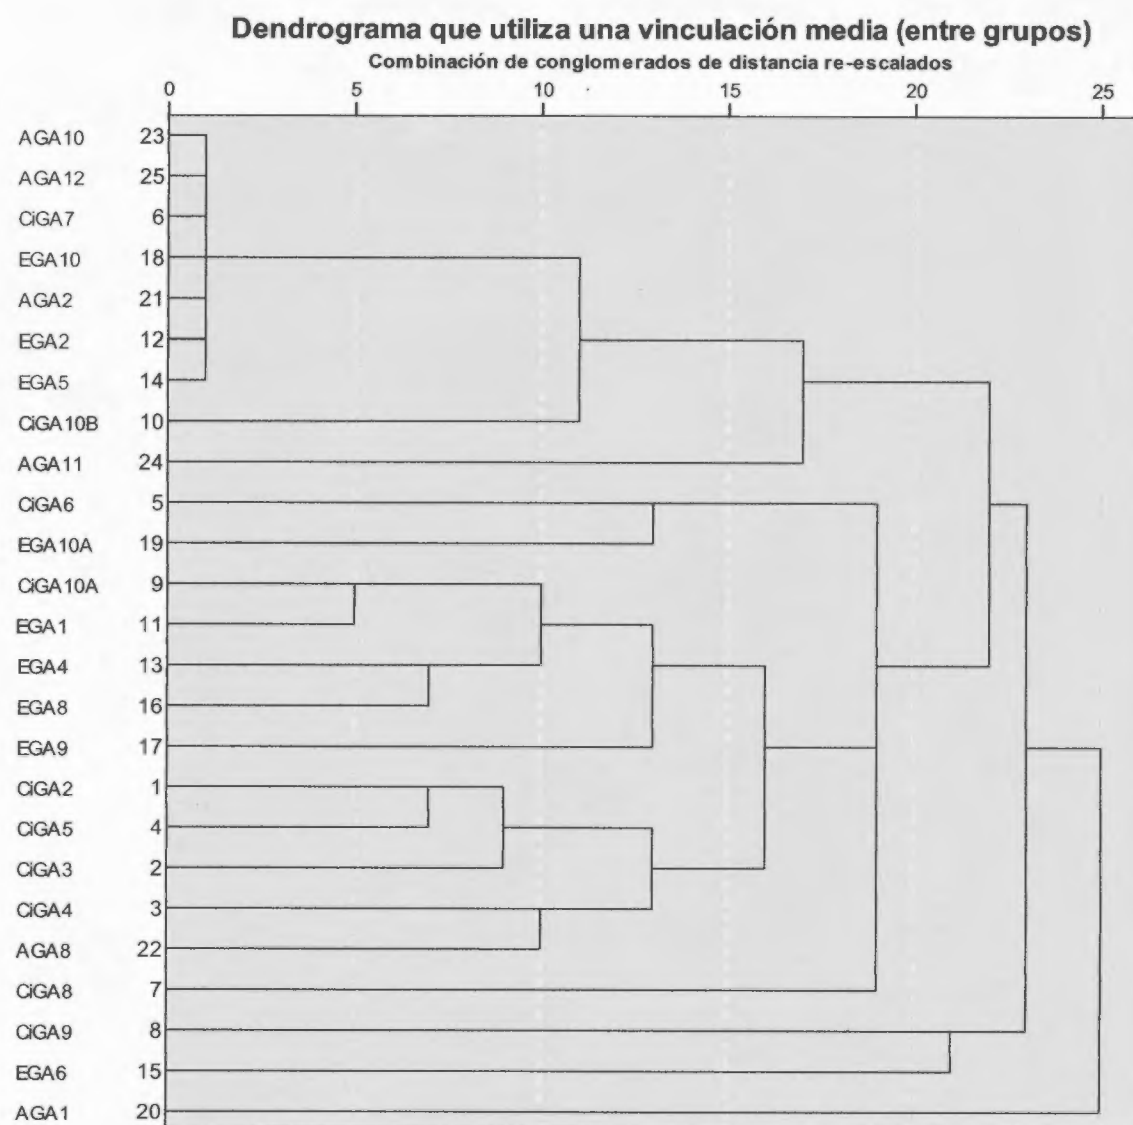 Dendrograma que utiliza una vinculación media (entre grupos)
Combinación de conglomerados de distancia re-escalados
0 5 10 15 20 25
AGA10 23
AGA12 25
CiGA7 6
EGA10 18
AGA2 21
EGA2 12
EGA5 14
CiGA10B 10
AGA11 24
CiGA6 5
EGA10A 19
CiGA10A 9
EGA1 11
EGA4 13
EGA8 16
EGA9 17
CiGA2 1
CiGA5 4
CiGA3 2
CiGA4 3
AGA8 22
CiGA8 7
CiGA9 8
EGA6 15
AGA1 20